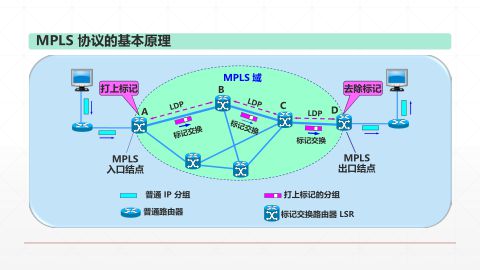 MPLS 协议的基本原理
MPLS 域
打上标记
去除标记
A
LDP
B
LDP
C
LDP
D
标记交换
标记交换
标记交换
MPLS
入口结点
MPLS
出口结点
普通 IP 分组
打上标记的分组
普通路由器
标记交换路由器 LSR